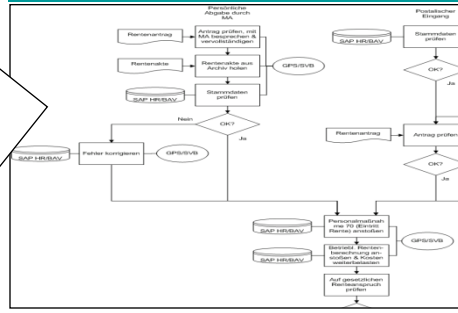 Persönliche
Abgabe durch
MA
Postalischer
Eingang
Rentenantrag
Antrag prüfen, mit
MA besprechen &
vervollständigen
SAP HR/BAV
Stammdaten
prüfen
Rentenakte
Rentenakte aus
Archiv holen
GPS/SVB
OK?
Ja
SAP HR/BAV
Stammdaten
prüfen
Nein
OK?
Ja
Rentenantrag
Antrag prüfen
SAP HR/BAV
Fehler korrigieren
GPS/SVB
OK?
Ja
SAP HR/BAV
Personalmaßnah
me 70 (Eintritt
Rente) anstoßen
GPS/SVB
SAP HR/BAV
Betriebl. Renten-
berechnung an-
stoßen & Kosten
weiterbelasten
Auf gesetzlichen
Rentenanspruch
prüfen